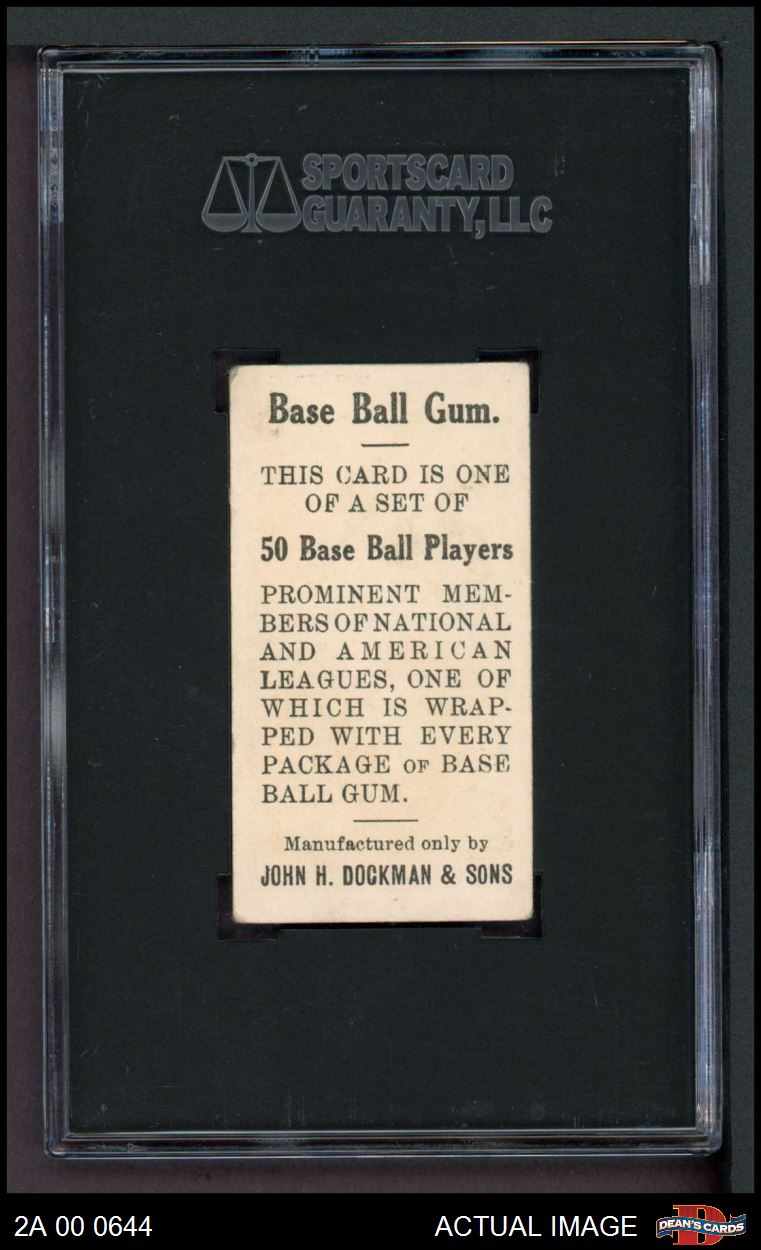 SPORTSCARD
GUARANTY, LLC
Base Ball Gum.
THIS CARD IS ONE
OF A SET OF
50 Base Ball Players
PROMINENT MEM-
BERS OF NATIONAL
AND AMERICAN
LEAGUES, ONE OF
WHICH IS WRAP-
PED WITH EVERY
PACKAGE OF BASE
BALL GUM.
Manufactured only by
JOHN H. DOCKMAN & SONS
2A 00 0644
ACTUAL IMAGE
DEAN'S CARDS